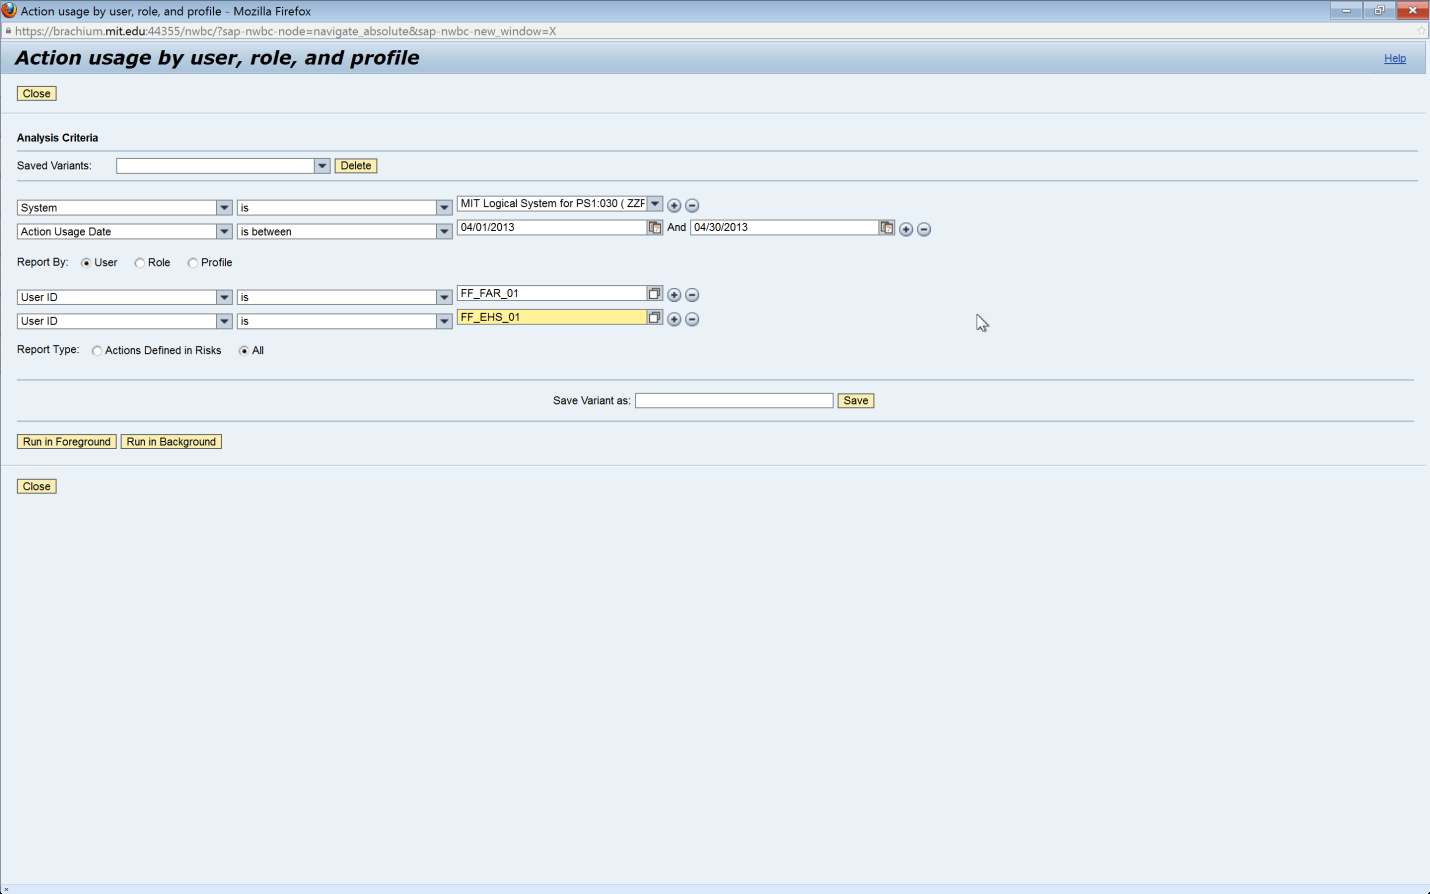 Action usage by user, role, and profile - Mozilla Firefox
https://brachium.mit.edu:44355/nwbc/?sap-nwbc-node=navigate_absolute&sap-nwbc-new_window=X
Action usage by user, role, and profile Help
Close
Analysis Criteria
Saved Variants: Delete
System is MIT Logical System for PS1:030 ( ZZF
Action Usage Date is between 04/01/2013 And 04/30/2013
Report By: User Role Profile
User ID is FF_FAR_01
User ID is FF_EHS_01
Report Type: Actions Defined in Risks All
Save Variant as: Save
Run in Foreground Run in Background
Close